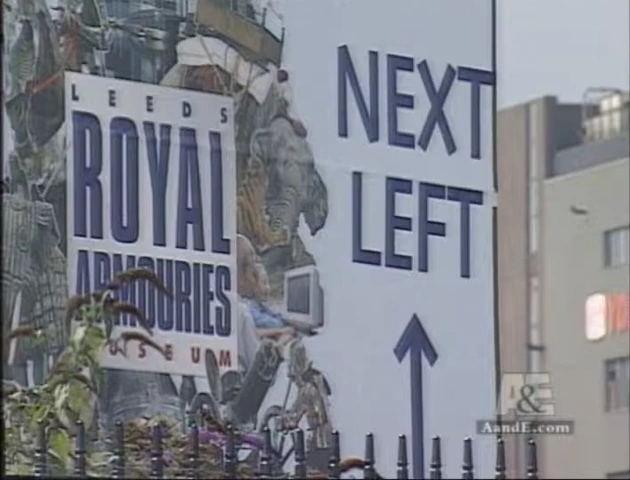 LEEDS
ROYAL
ARMOURIES
MUSEUM
NEXT
LEFT
A&E
AandE.com